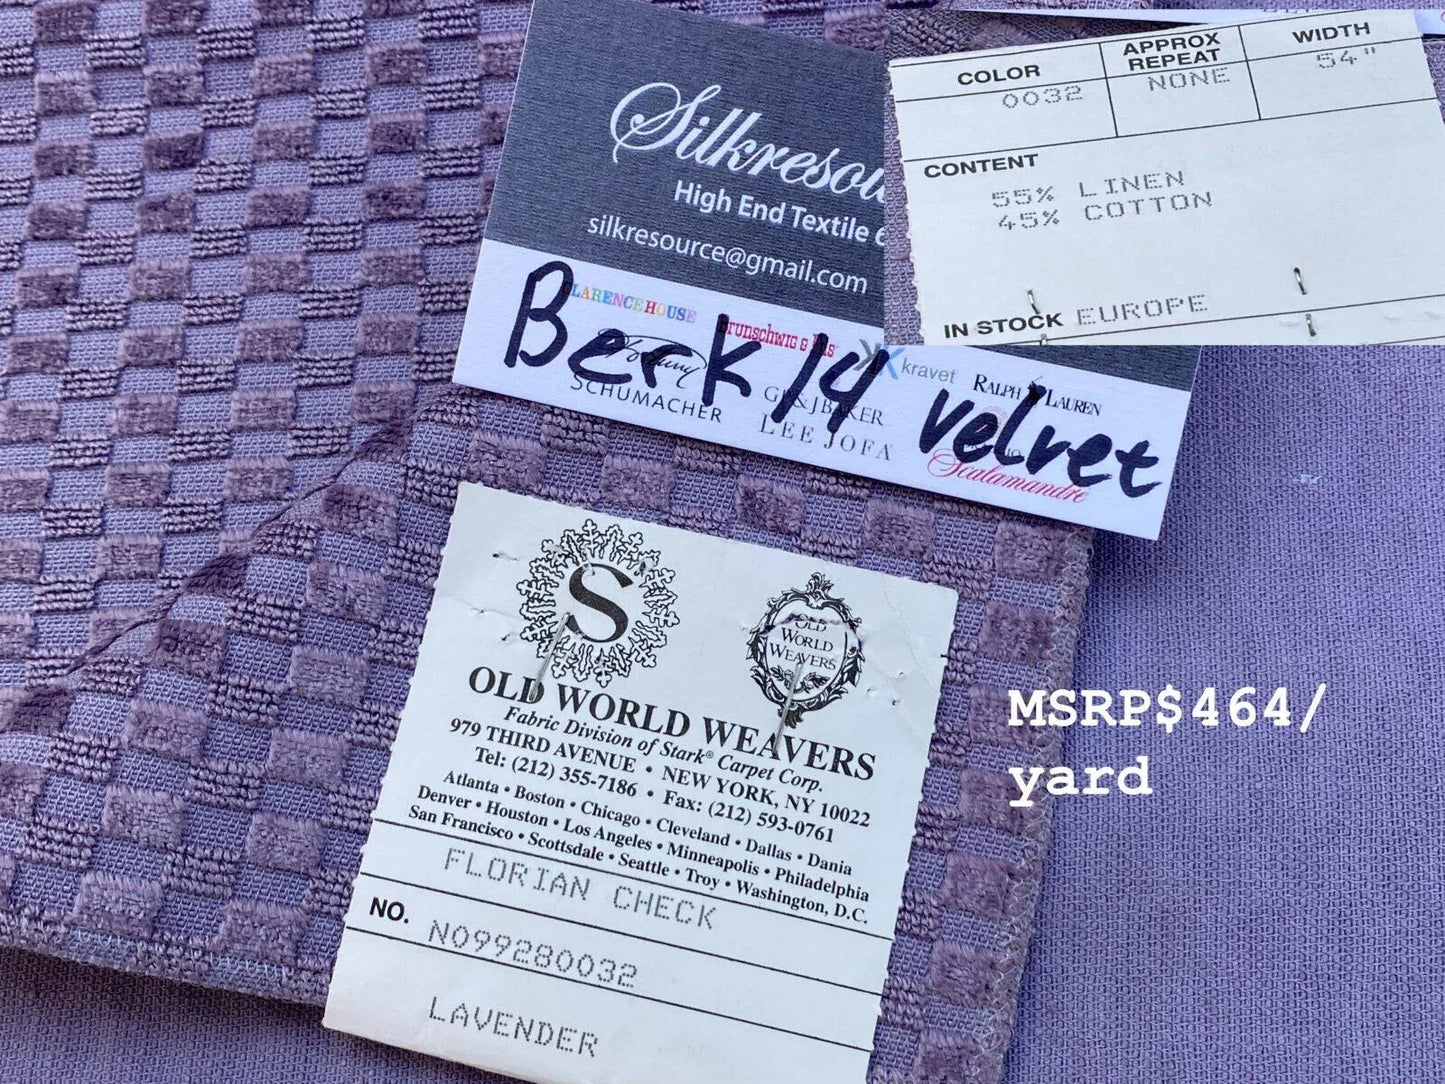 Silkresou
High End Textile
silkresource@gmail.com
LARENCE HOUSE
Brunschwig & Fils
kravet
RALPH LAUREN
SCHUMACHER
LEE JOFA
Scalamandre
Berk 14 velvet
COLOR
APPROX
REPEAT
WIDTH
0032
NONE
54"
CONTENT
55% LINEN
45% COTTON
IN STOCK EUROPE
S
OLD
WORLD
WEAVERS
OLD WORLD WEAVERS
Fabric Division of Stark® Carpet Corp.
979 THIRD AVENUE • NEW YORK, NY 10022
Tel: (212) 355-7186 • Fax: (212) 593-0761
Atlanta • Boston • Chicago • Cleveland • Dallas • Dania
Denver • Houston • Los Angeles • Minneapolis • Philadelphia
San Francisco • Scottsdale • Seattle • Troy • Washington, D.C.
FLORIAN CHECK
NO. N099280032
LAVENDER
MSRP$464/
yard